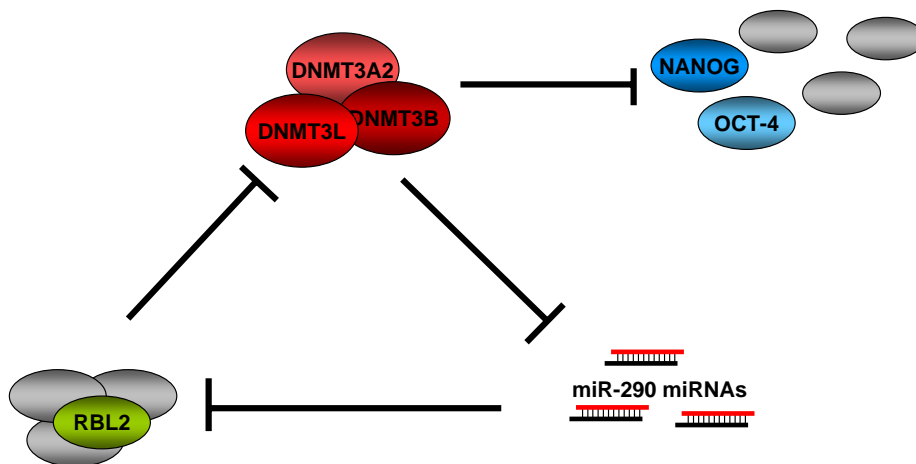 DNMT3A2
NANOG
DNMT3B
OCT-4
DNMT3L
miR-290 miRNAs
RBL2